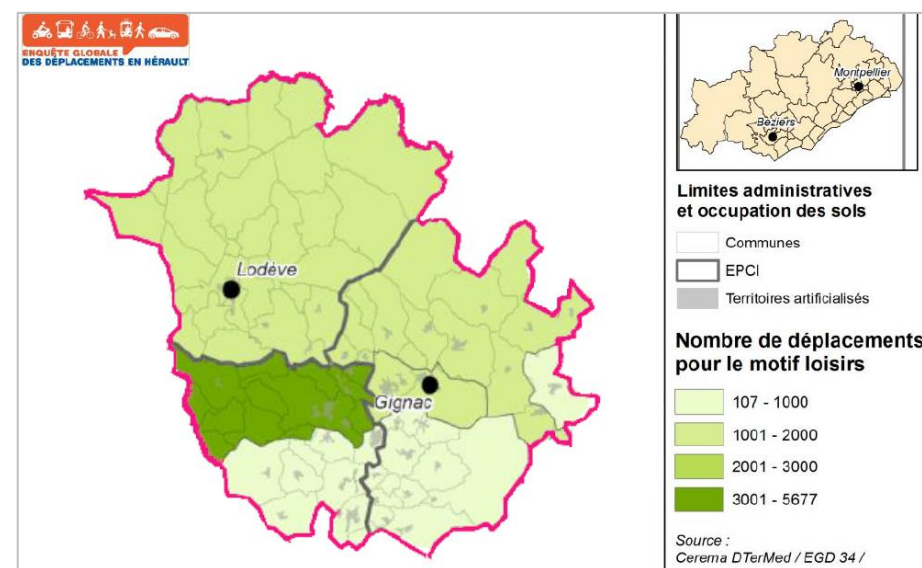 ENQUÊTE GLOBALE
DES DÉPLACEMENTS EN HÉRAULT
Lodève
Gignac
Montpellier
Béziers
Limites administratives
et occupation des sols
Communes
EPCI
Territoires artificialisés
Nombre de déplacements
pour le motif loisirs
107 - 1000
1001 - 2000
2001 - 3000
3001 - 5677
Source :
Cerema DTerMed / EGD 34 /